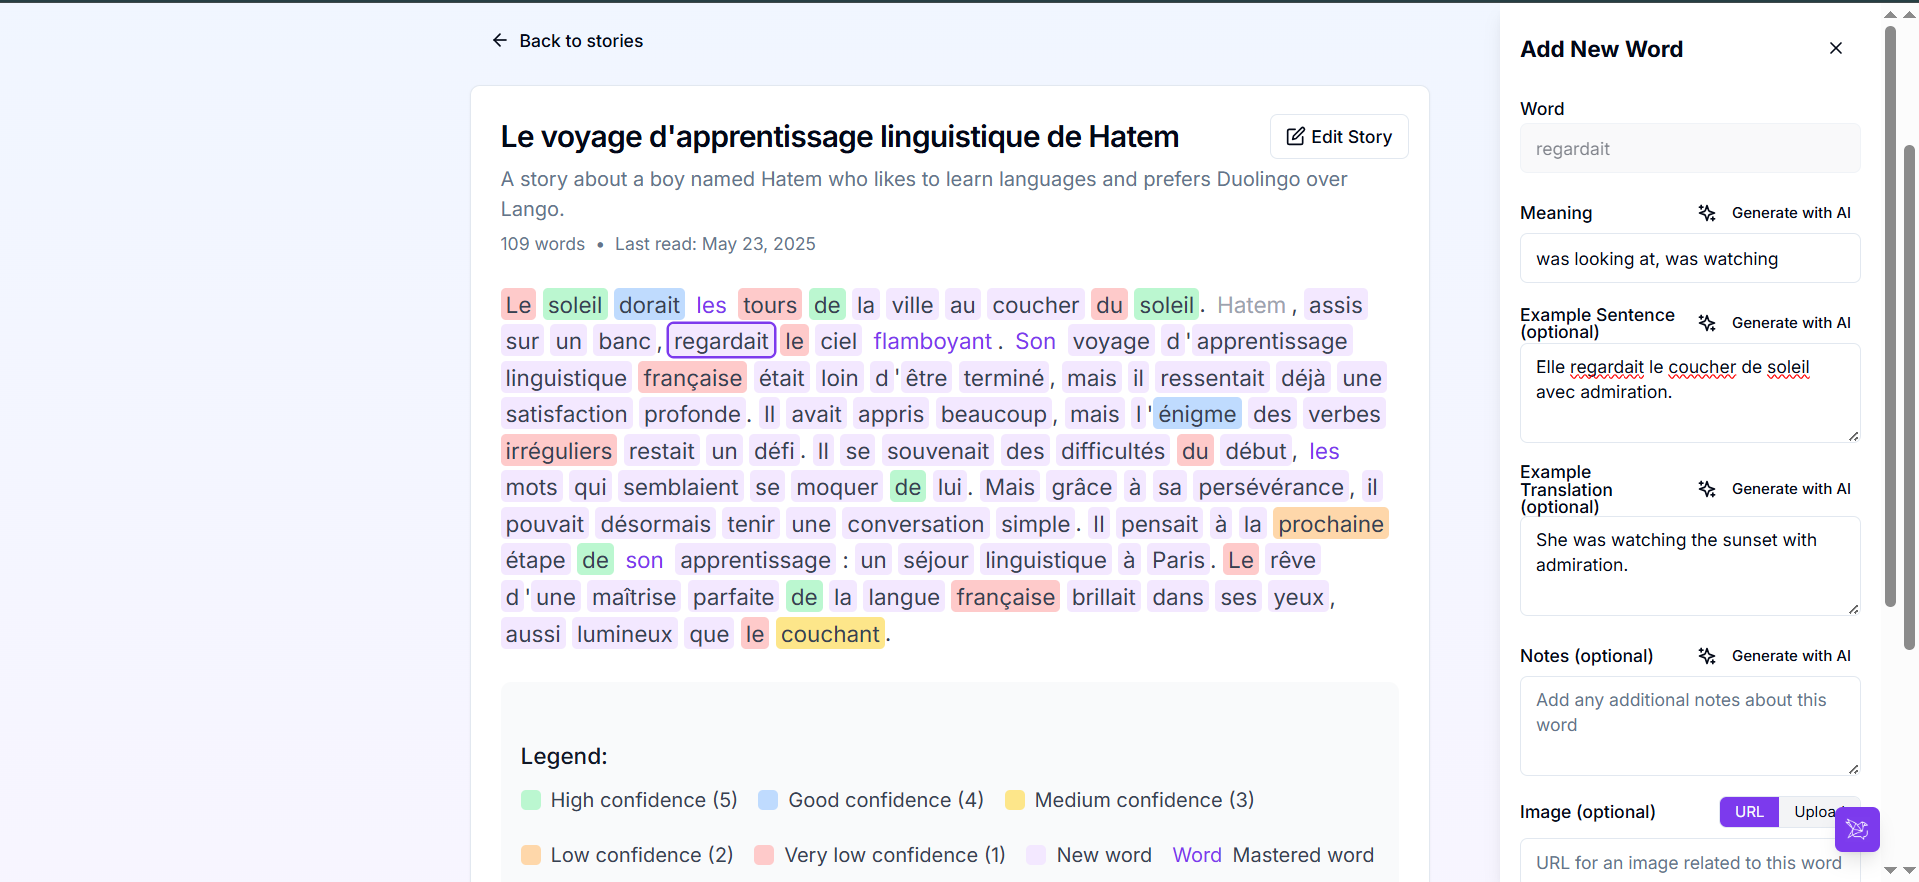 Back to stories
Le voyage d'apprentissage linguistique de Hatem
Edit Story
A story about a boy named Hatem who likes to learn languages and prefers Duolingo over
Lango.
109 words • Last read: May 23, 2025
Le soleil dorait les tours de la ville au coucher du soleil. Hatem, assis
sur un banc, regardait le ciel flamboyant. Son voyage d'apprentissage
linguistique française était loin d'être terminé, mais il ressentait déjà une
satisfaction profonde. Il avait appris beaucoup, mais l'énigme des verbes
irréguliers restait un défi. Il se souvenait des difficultés du début, les
mots qui semblaient se moquer de lui. Mais grâce à sa persévérance, il
pouvait désormais tenir une conversation simple. Il pensait à la prochaine
étape de son apprentissage : un séjour linguistique à Paris. Le rêve
d'une maîtrise parfaite de la langue française brillait dans ses yeux,
aussi lumineux que le couchant.
Legend:
High confidence (5) Good confidence (4) Medium confidence (3)
Low confidence (2) Very low confidence (1) New word Word Mastered word
Add New Word
Word
regardait
Meaning
Generate with AI
was looking at, was watching
Example Sentence
(optional)
Generate with AI
Elle regardait le coucher de soleil
avec admiration.
Example
Translation
(optional)
Generate with AI
She was watching the sunset with
admiration.
Notes (optional)
Generate with AI
Add any additional notes about this
word
Image (optional)
URL
URL for an image related to this word